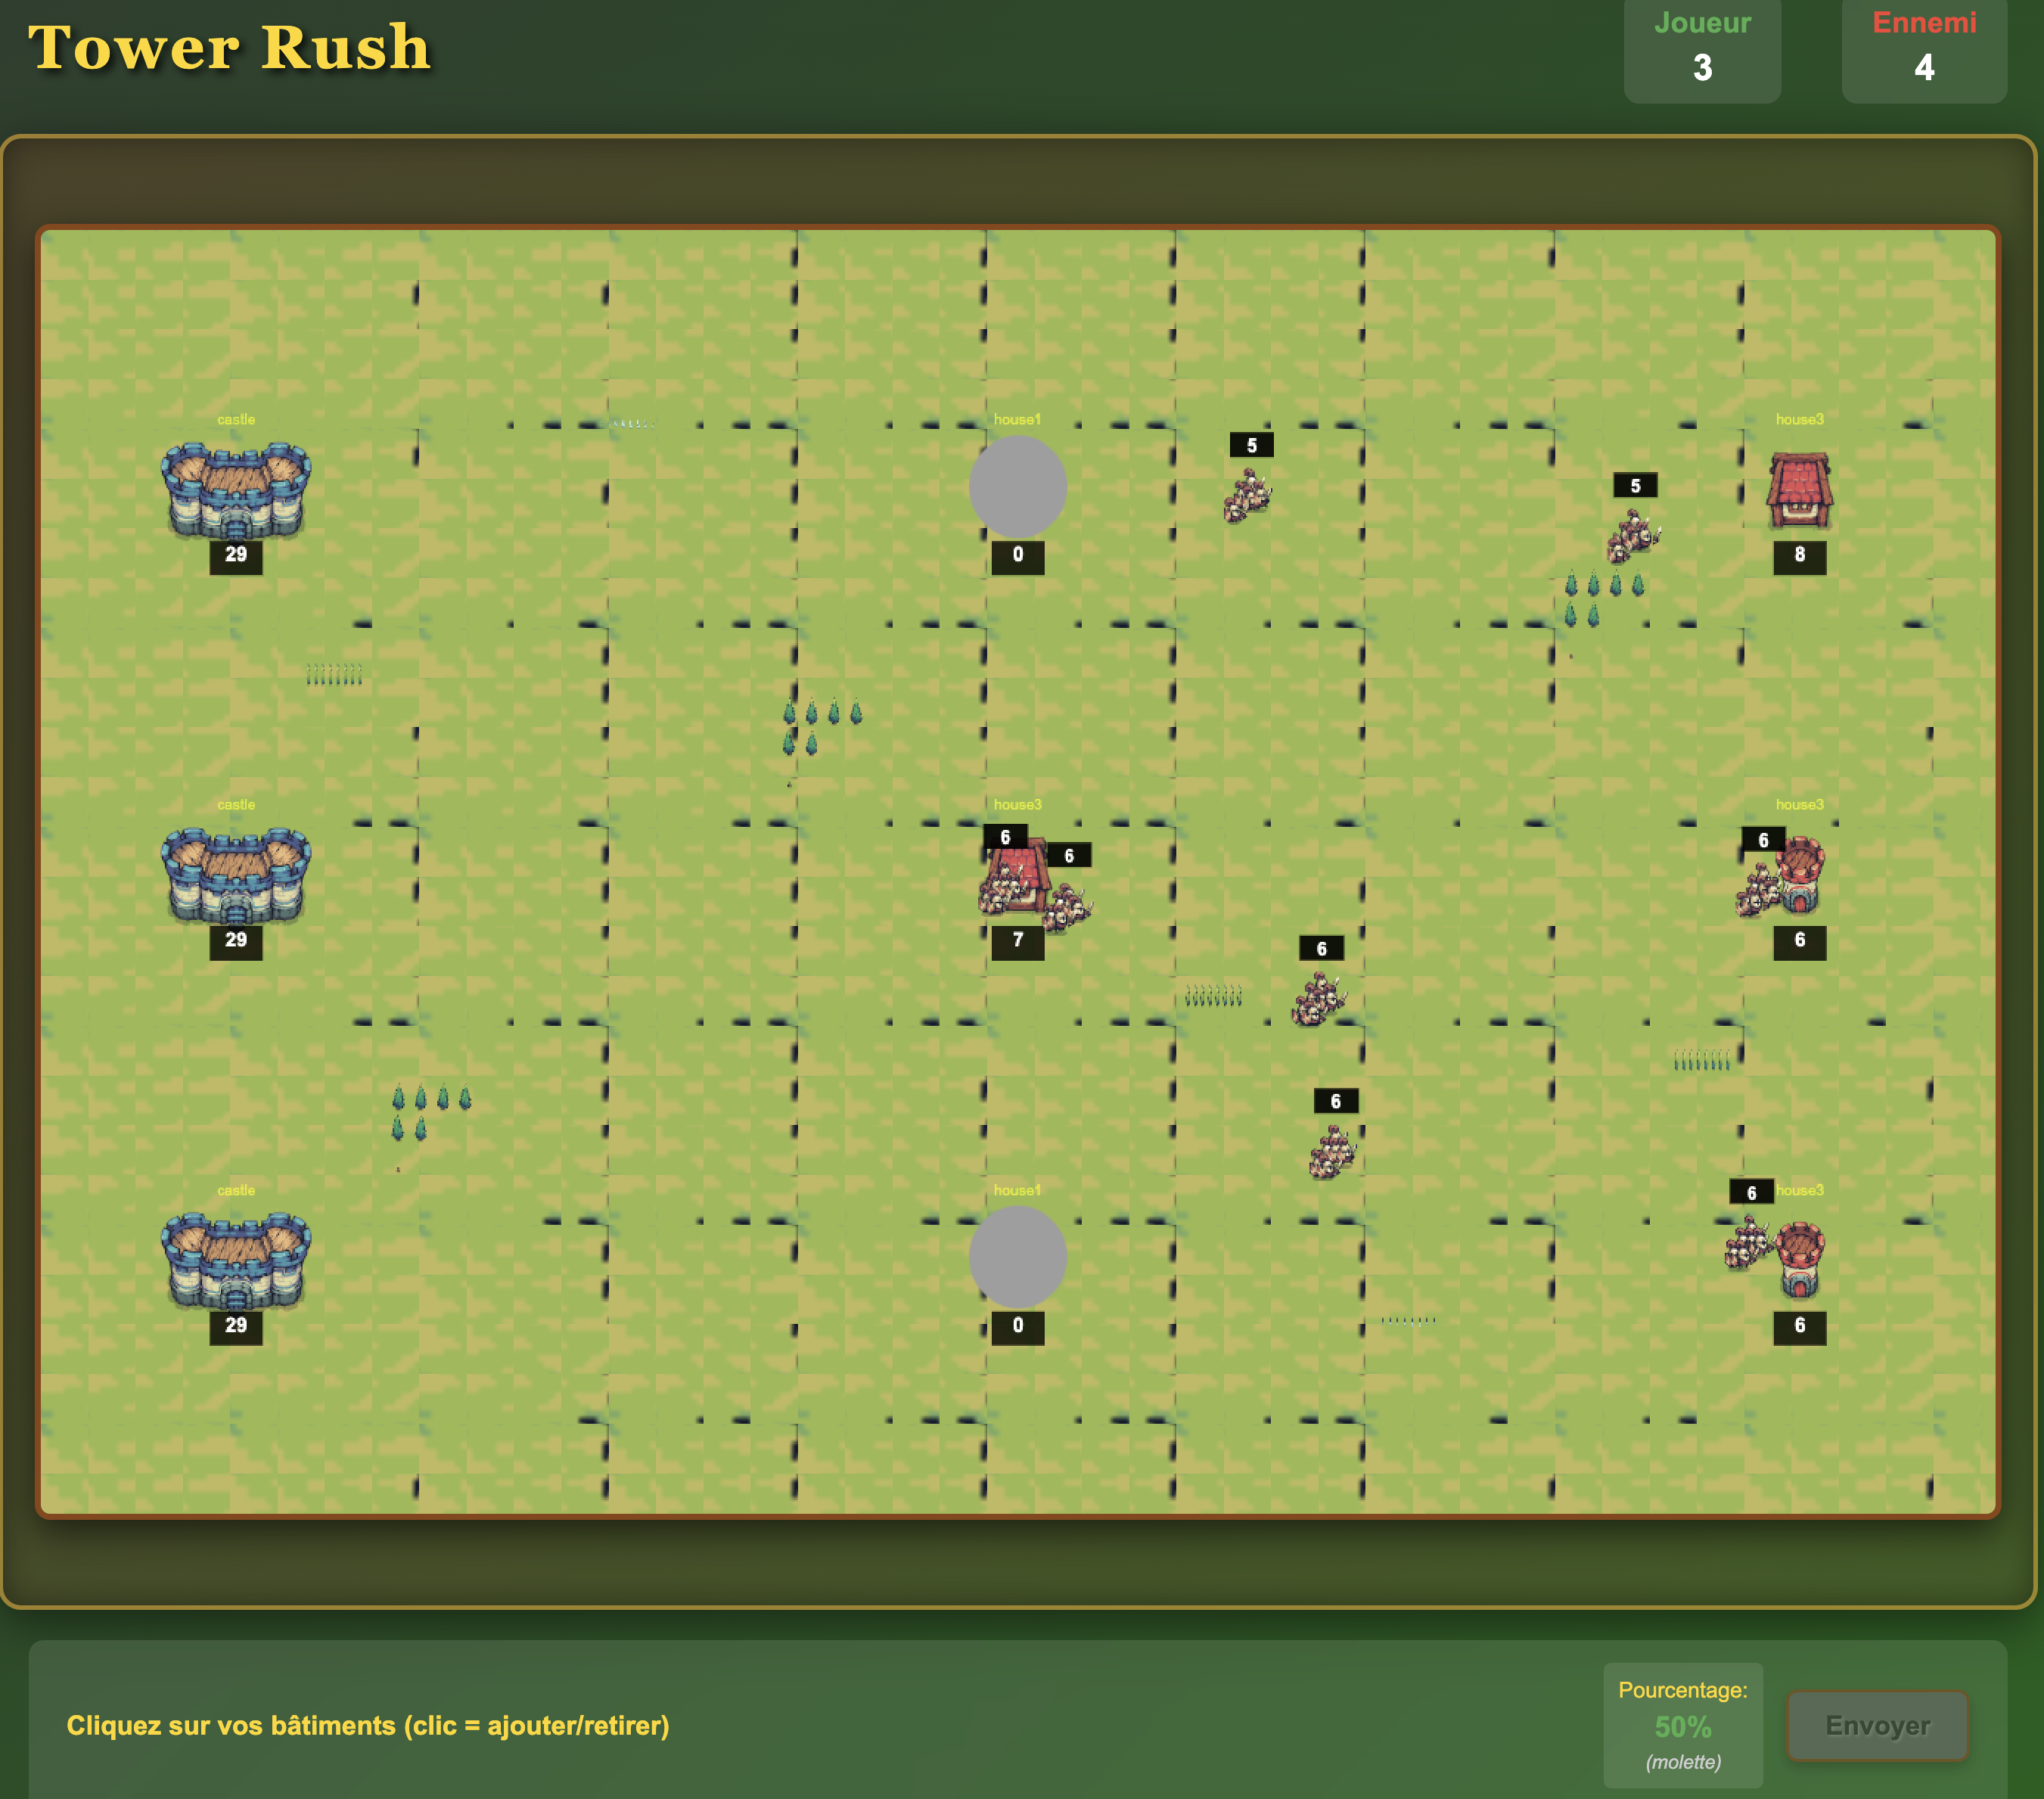 Tower Rush
Joueur
3
Ennemi
4
castle
house1
house3
5
5
29
0
8
castle
house3
house3
6
6
6
29
7
6
6
6
castle
house1
house3
6
29
0
6
Cliquez sur vos bâtiments (clic = ajouter/retirer)
Pourcentage:
50%
(molette)
Envoyer